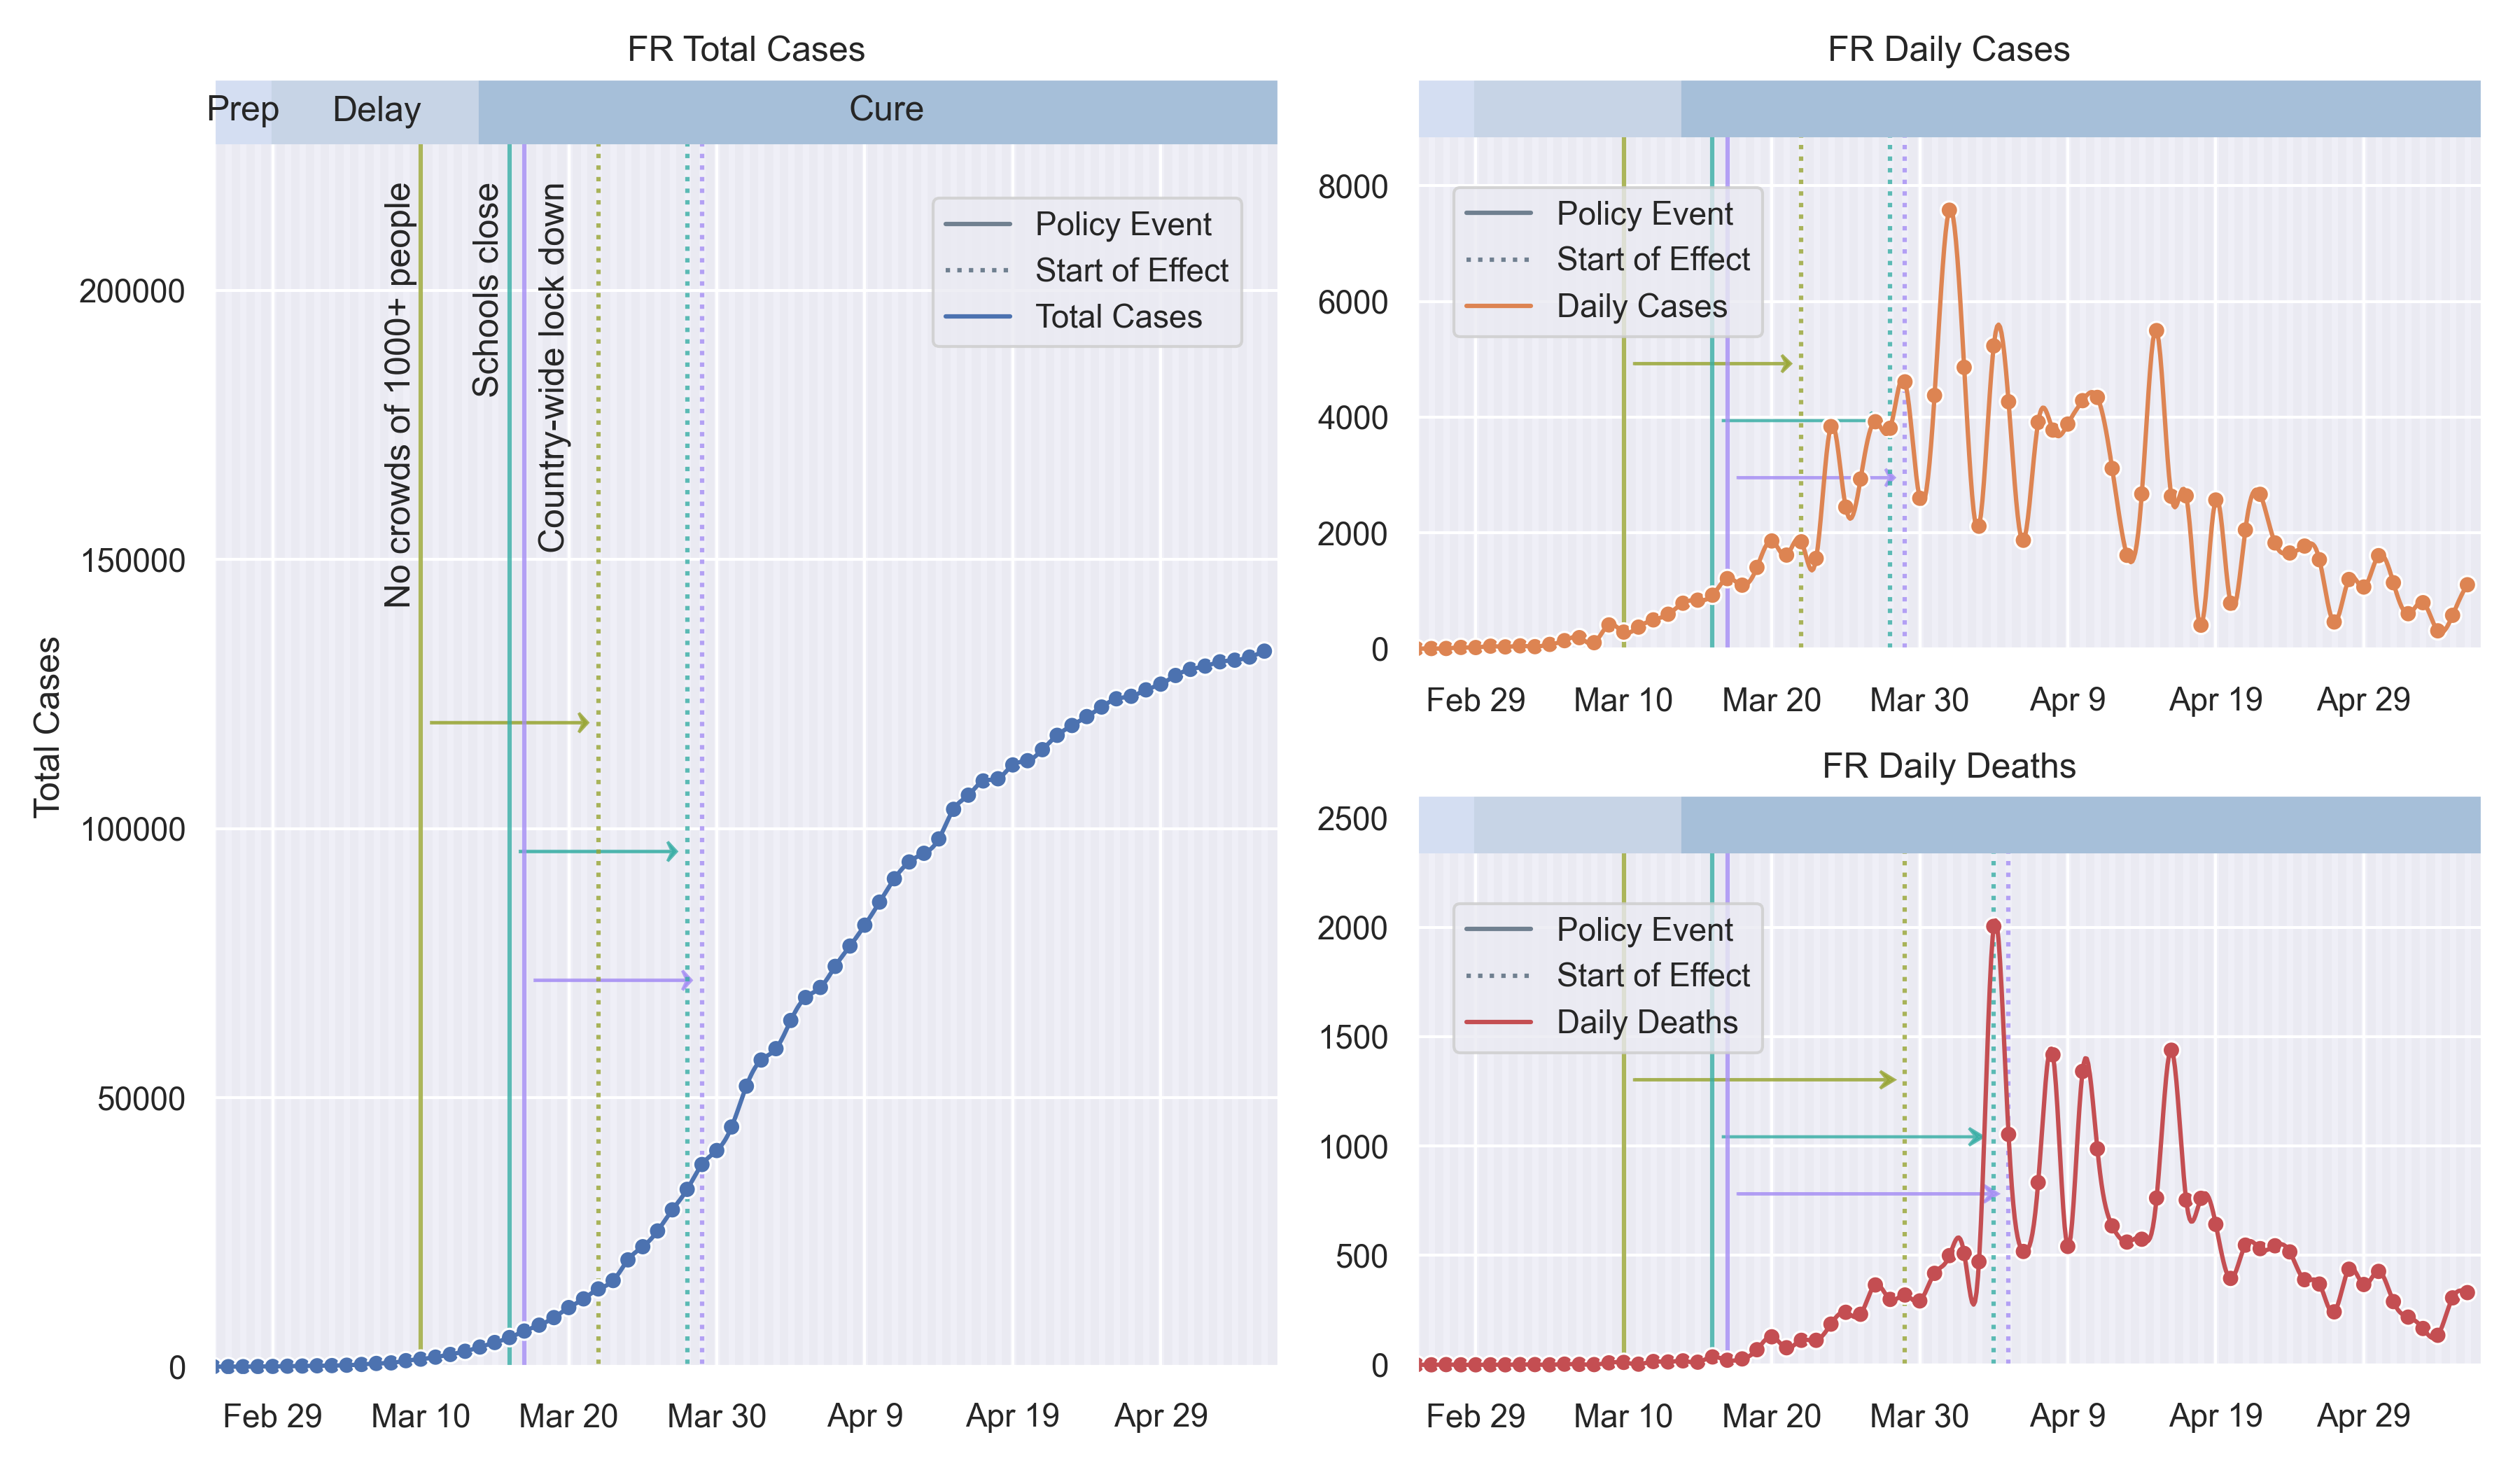 FR Total Cases
Prep
Delay
Cure
No crowds of 1000+ people
Schools close
Country-wide lock down
Policy Event
Start of Effect
Total Cases
Total Cases
200000
150000
100000
50000
0
Feb 29
Mar 10
Mar 20
Mar 30
Apr 9
Apr 19
Apr 29
FR Daily Cases
Policy Event
Start of Effect
Daily Cases
8000
6000
4000
2000
0
Feb 29
Mar 10
Mar 20
Mar 30
Apr 9
Apr 19
Apr 29
FR Daily Deaths
Policy Event
Start of Effect
Daily Deaths
2500
2000
1500
1000
500
0
Feb 29
Mar 10
Mar 20
Mar 30
Apr 9
Apr 19
Apr 29